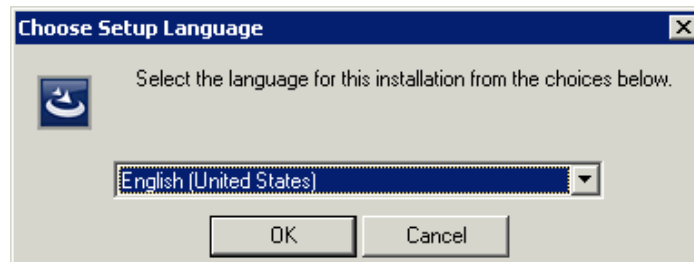 Choose Setup Language
Select the language for this installation from the choices below.
English (United States)
OK
Cancel